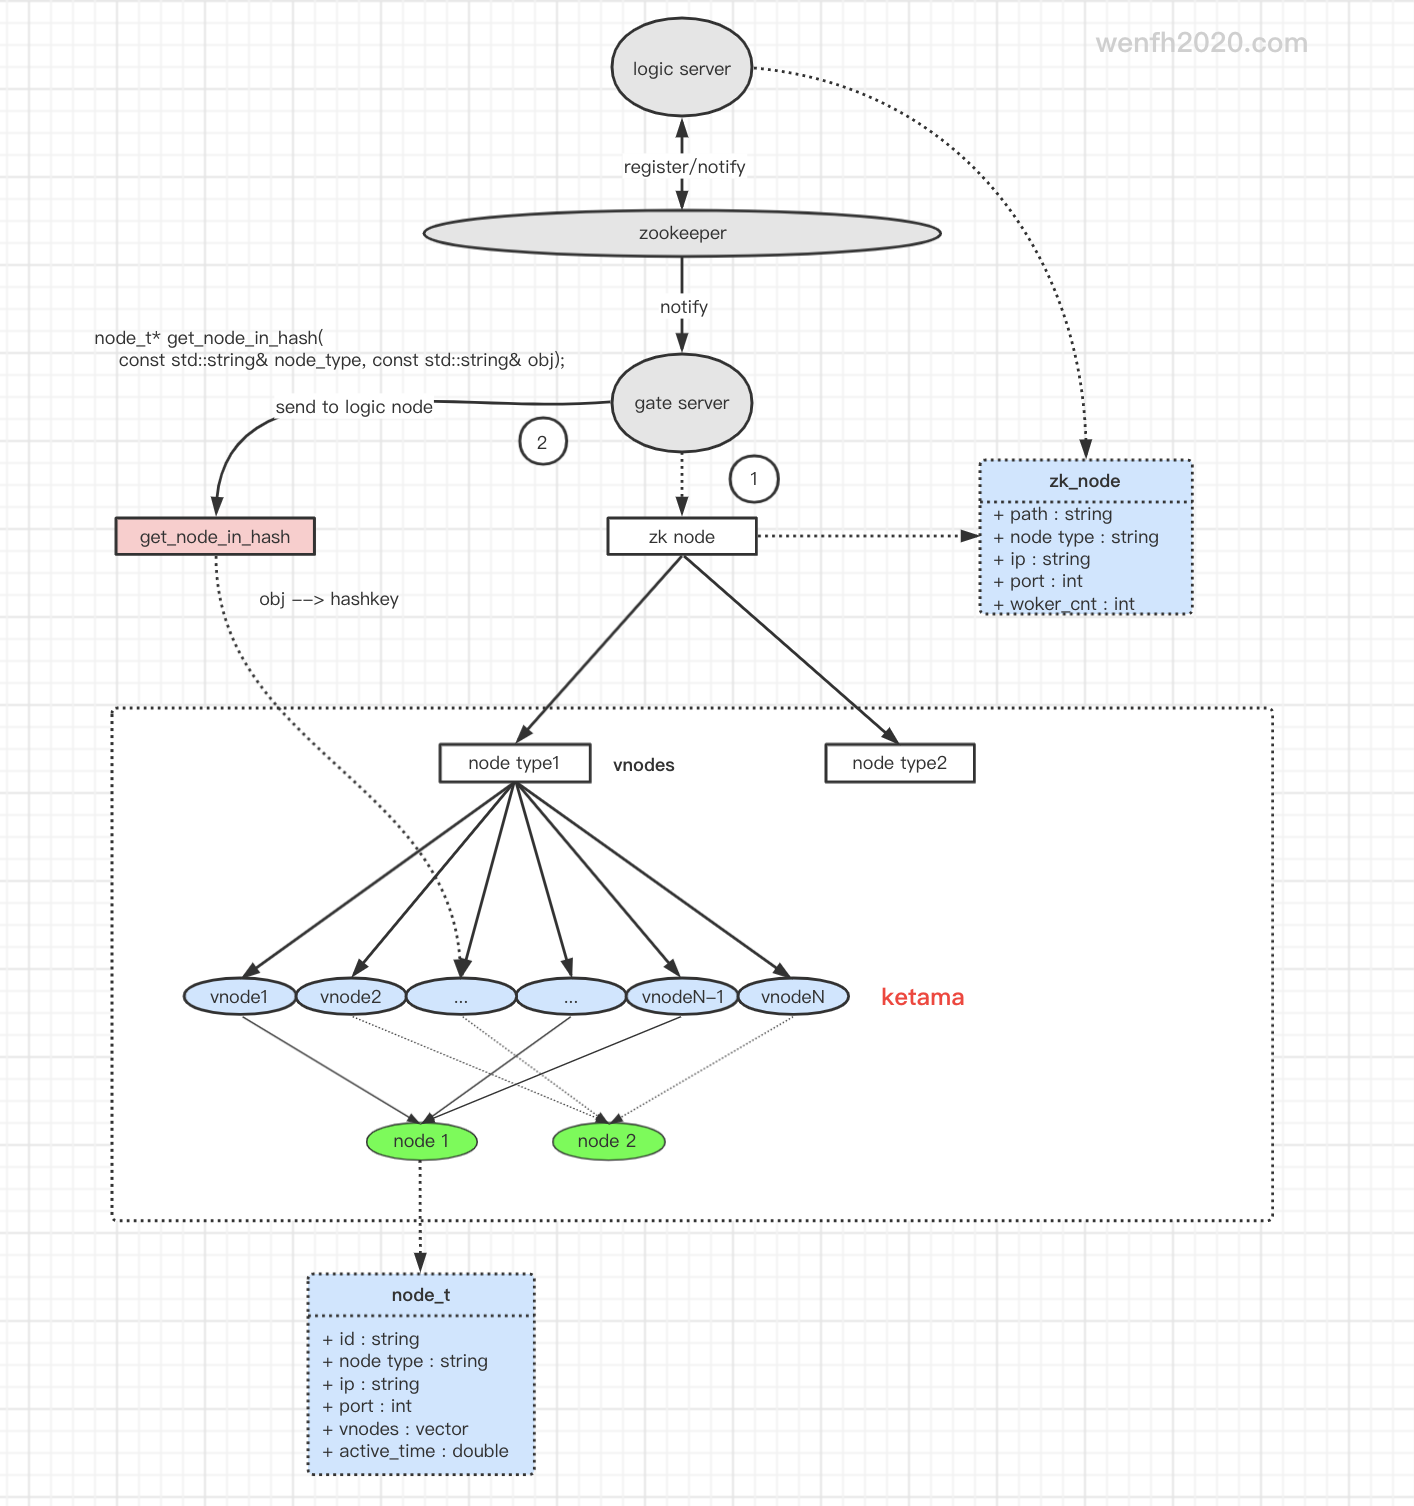 wenfh2020.com
logic server
register/notify
zookeeper
notify
node_t* get_node_in_hash(
const std::string& node_type, const std::string& obj);
send to logic node
gate server
2
1
zk_node
+ path : string
+ node type : string
+ ip : string
+ port : int
+ woker_cnt : int
get_node_in_hash
zk node
obj --> hashkey
node type1
vnodes
node type2
vnode1
vnode2
...
...
vnodeN-1
vnodeN
ketama
node 1
node 2
node_t
+ id : string
+ node type : string
+ ip : string
+ port : int
+ vnodes : vector
+ active_time : double